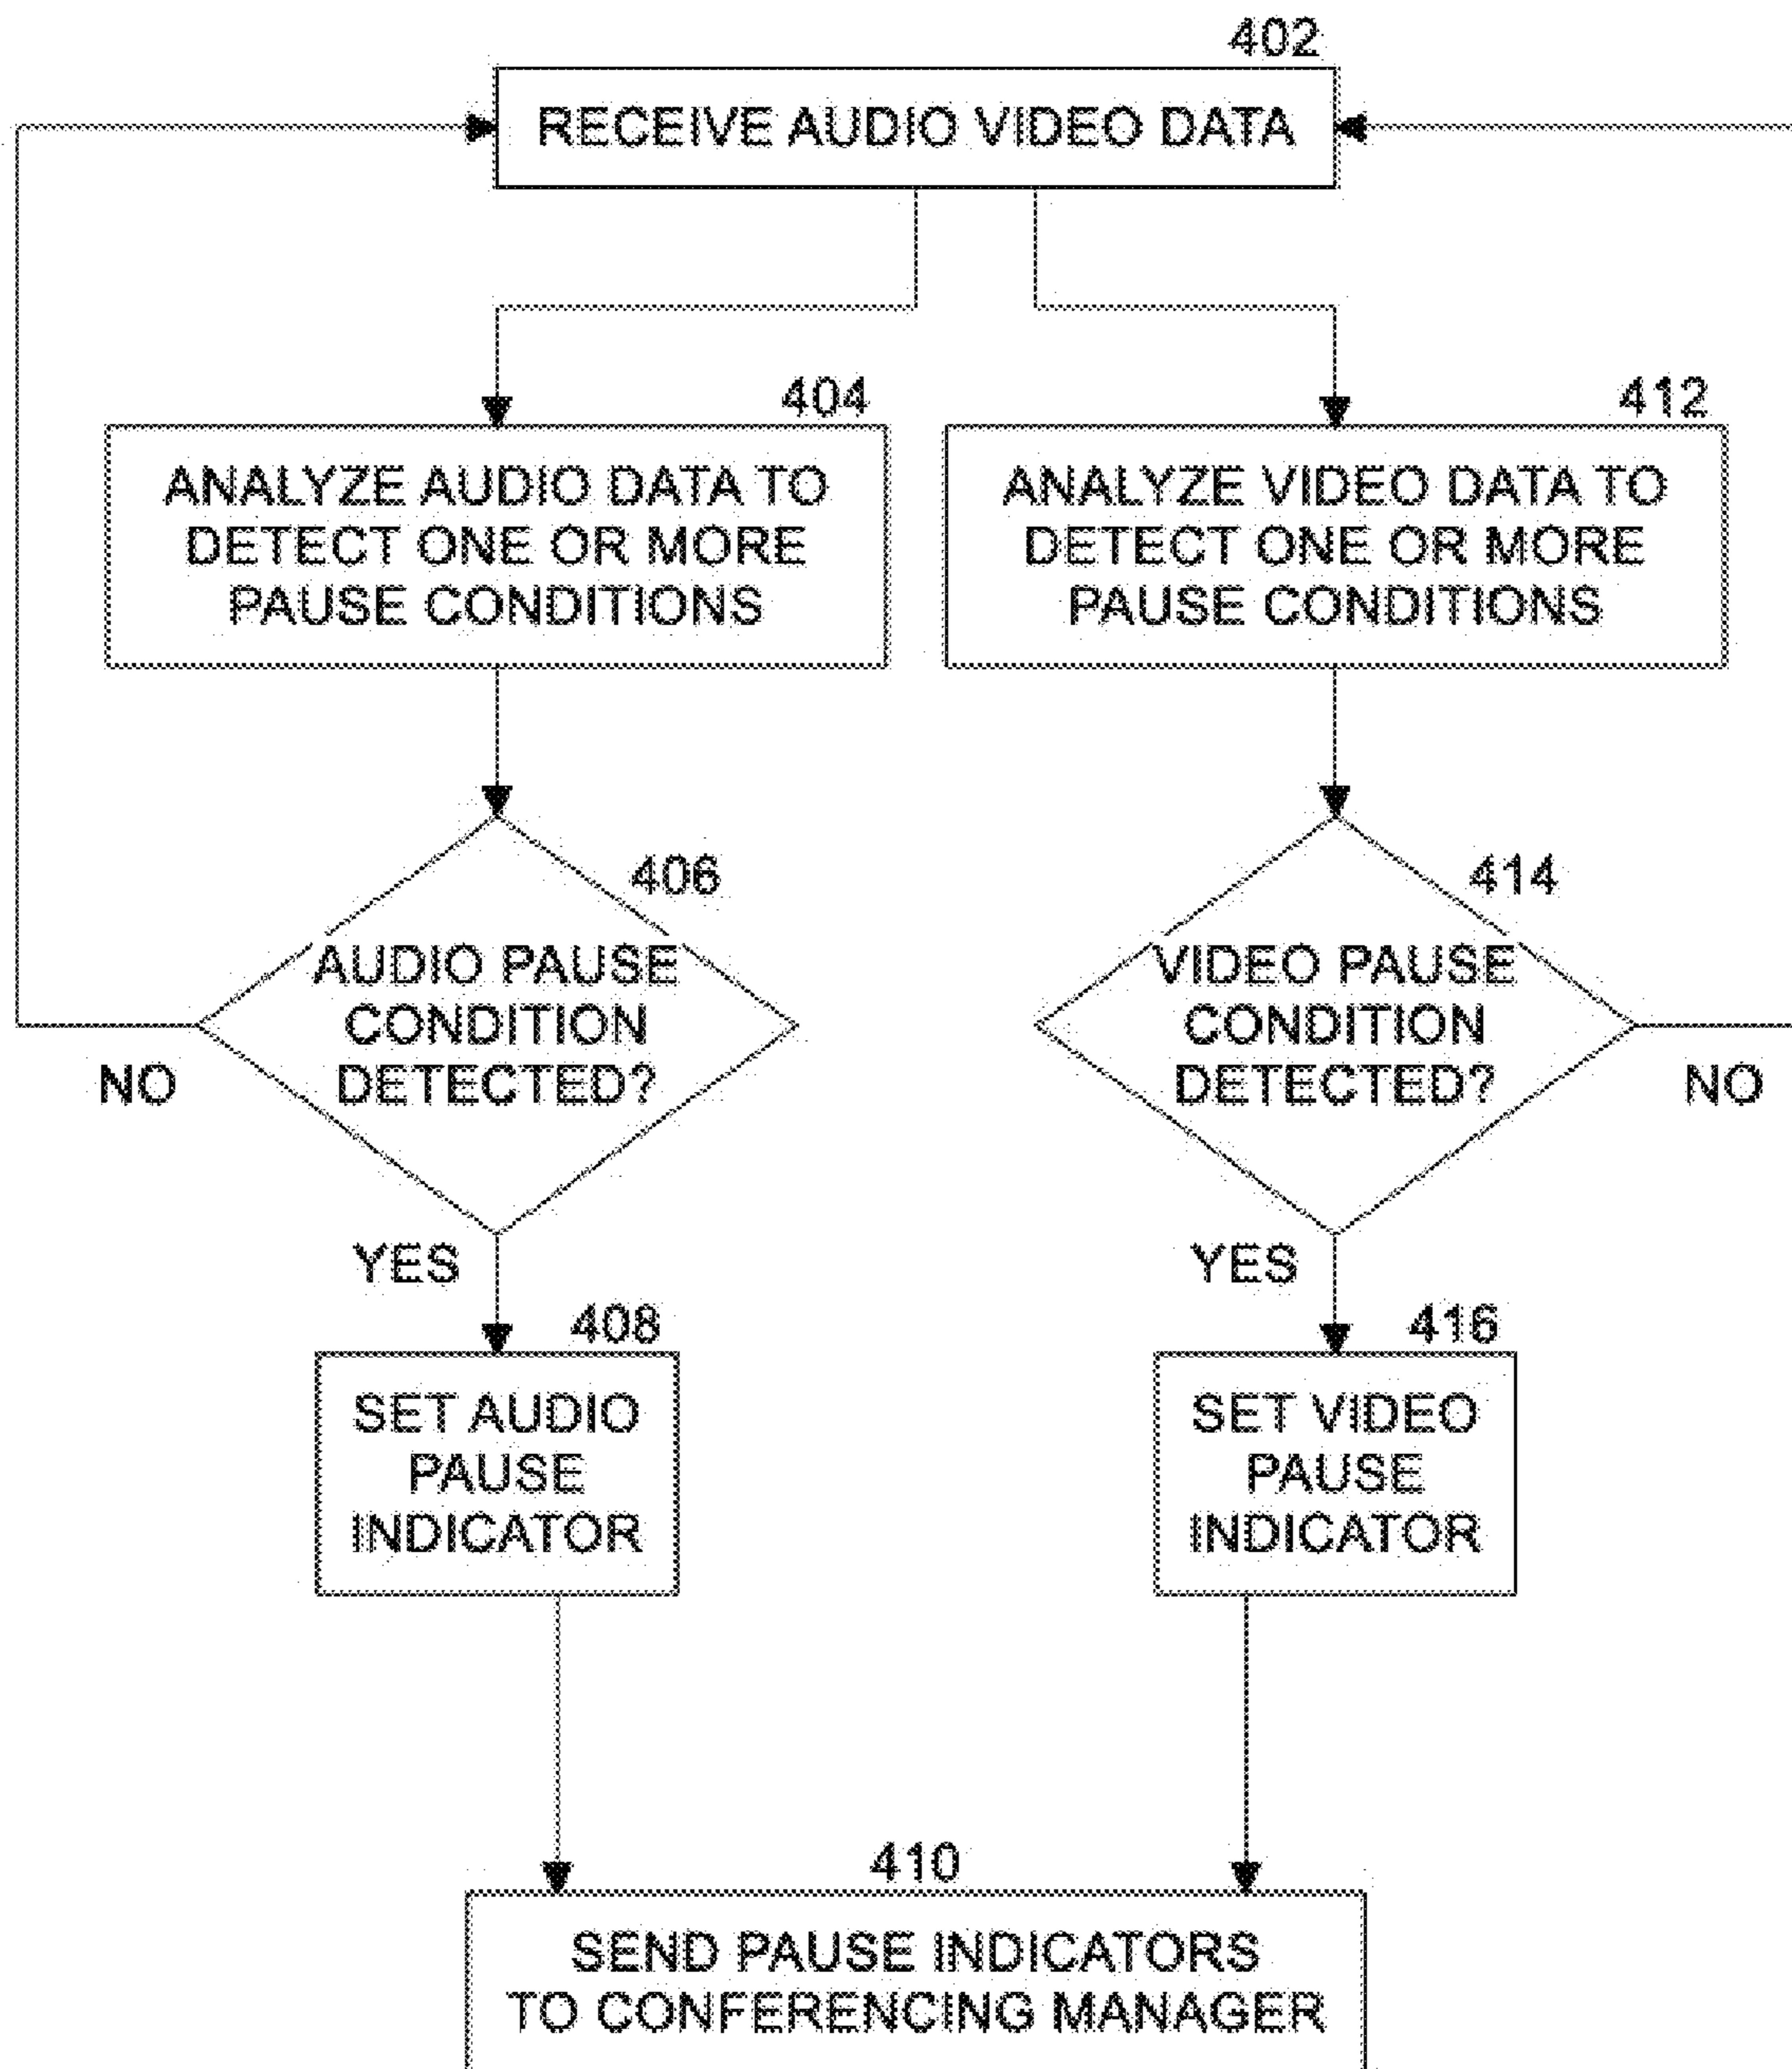 402
RECEIVE AUDIO VIDEO DATA
404
ANALYZE AUDIO DATA TO
DETECT ONE OR MORE
PAUSE CONDITIONS
412
ANALYZE VIDEO DATA TO
DETECT ONE OR MORE
PAUSE CONDITIONS
406
AUDIO PAUSE
CONDITION
DETECTED?
NO
YES
414
VIDEO PAUSE
CONDITION
DETECTED?
NO
YES
408
SET AUDIO
PAUSE
INDICATOR
416
SET VIDEO
PAUSE
INDICATOR
410
SEND PAUSE INDICATORS
TO CONFERENCING MANAGER